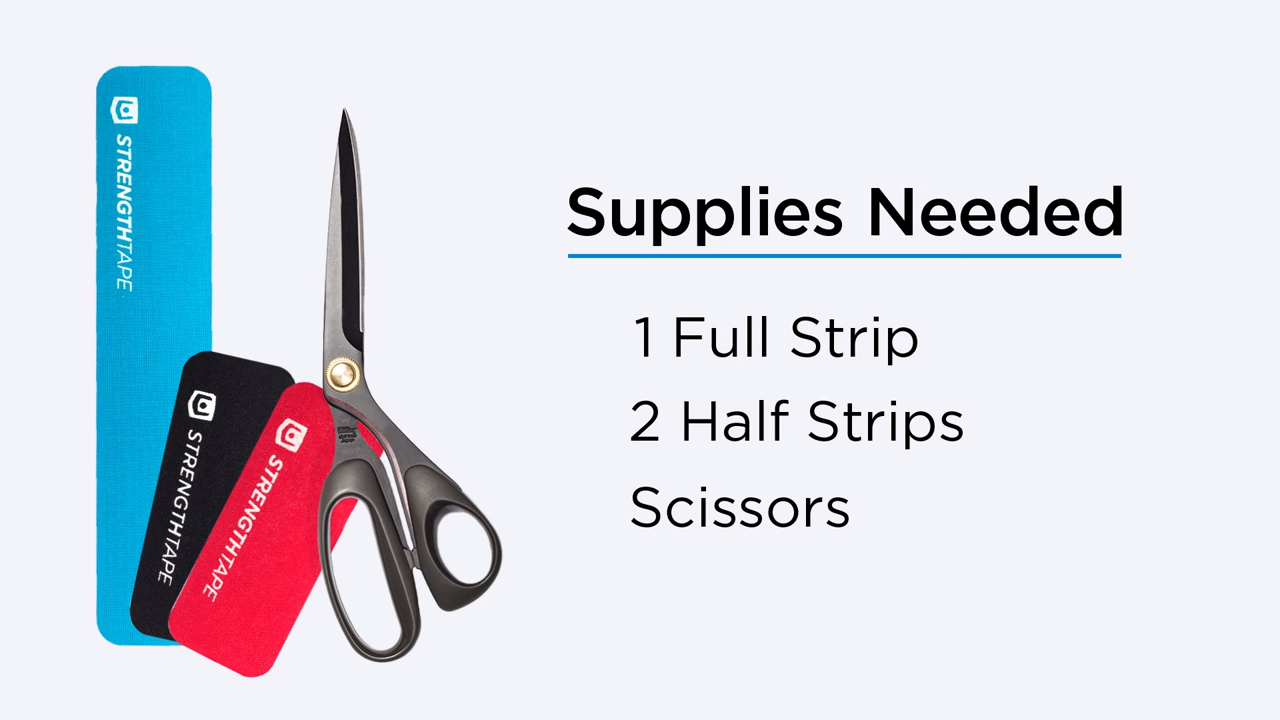 STRENGTHTAPE
STRENGTHTAPE
STRENGTHTAPE
Supplies Needed
1 Full Strip
2 Half Strips
Scissors